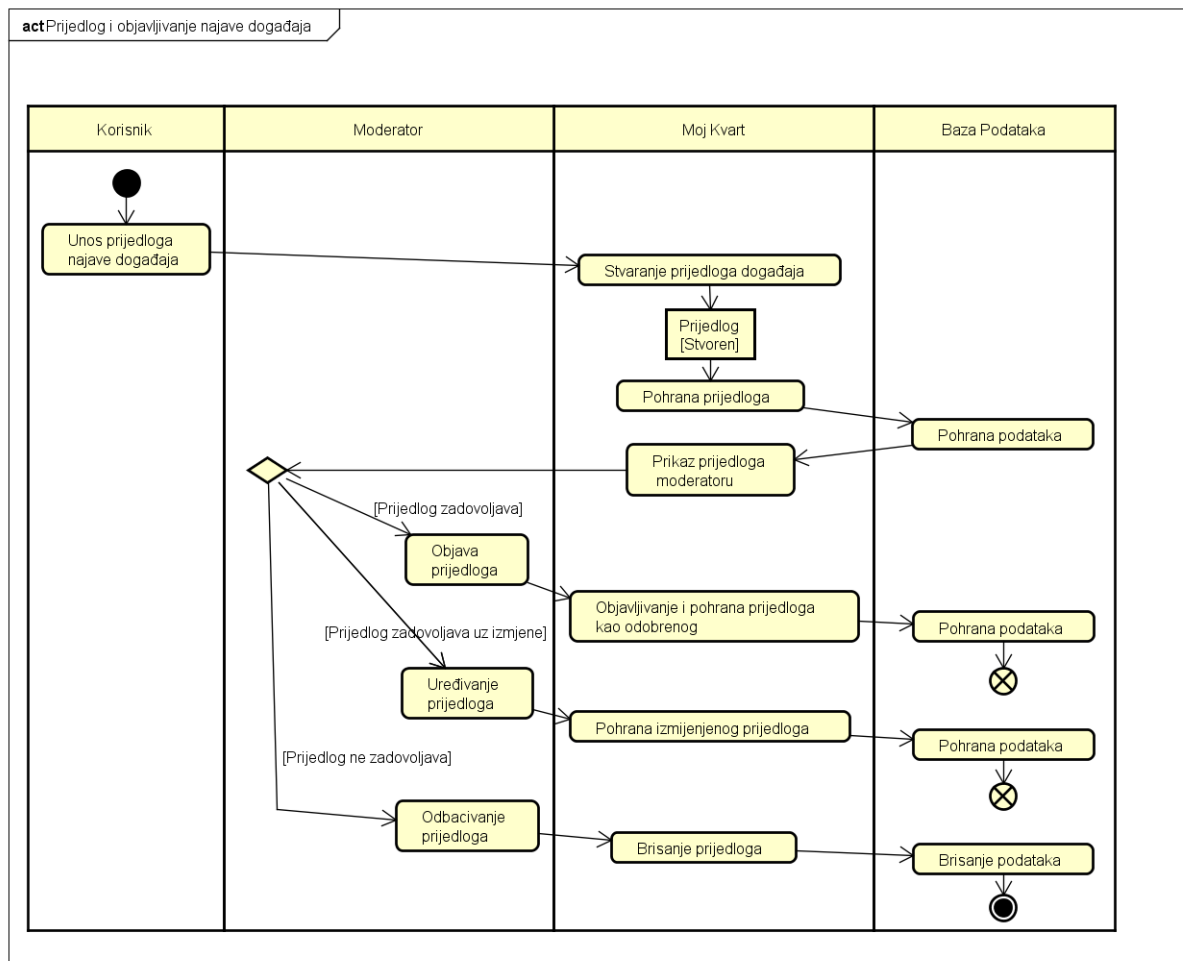 act Prijedlog i objavljivanje najave događaja
Korisnik
Moderator
Moj Kvart
Baza Podataka
Unos prijedloga
najave događaja
Stvaranje prijedloga događaja
Prijedlog
[Stvoren]
Pohrana prijedloga
Pohrana podataka
Prikaz prijedloga
moderatoru
[Prijedlog zadovoljava]
Objava
prijedloga
Objavljivanje i pohrana prijedloga
kao odobrenog
Pohrana podataka
[Prijedlog zadovoljava uz izmjene]
Uređivanje
prijedloga
Pohrana izmijenjenog prijedloga
Pohrana podataka
[Prijedlog ne zadovoljava]
Odbacivanje
prijedloga
Brisanje prijedloga
Brisanje podataka